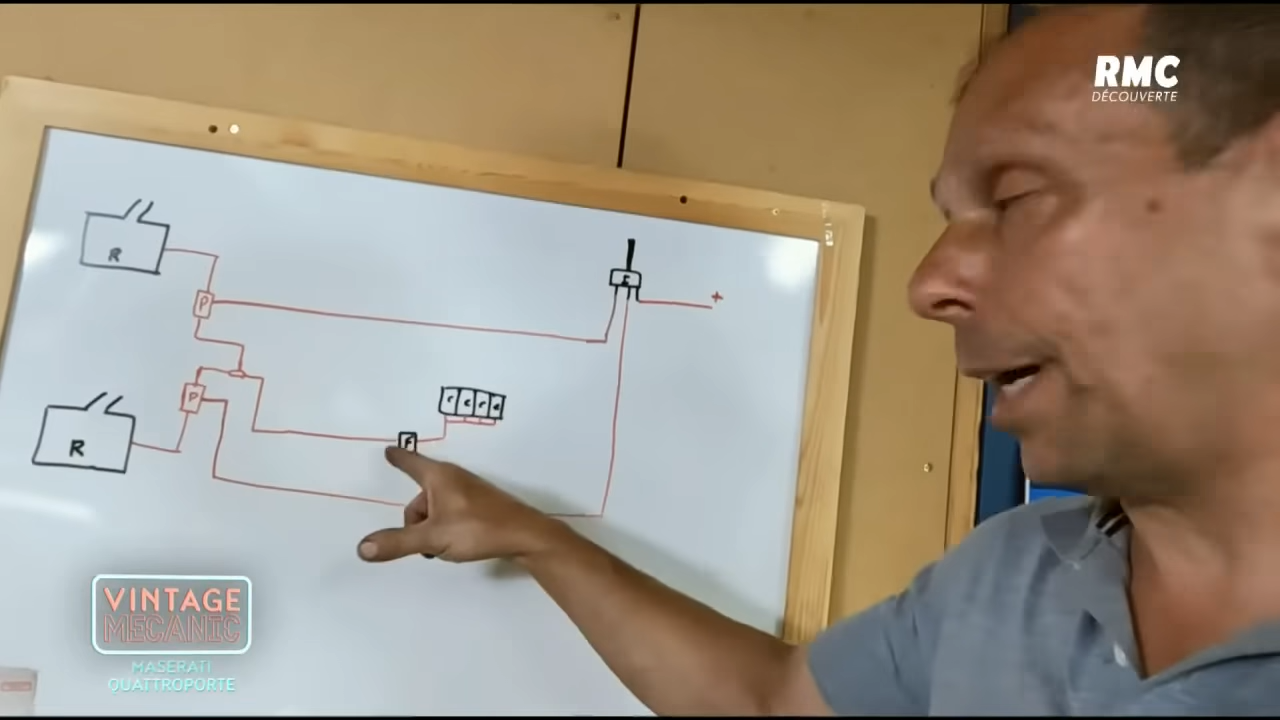 RMC
DÉCOUVERTE
R
P
+
P
R
F
VINTAGE
MECANIC
MASERATI
QUATTROPORTE